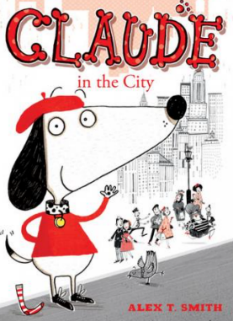 CLAUDE
in the City
ALEX T. SMITH